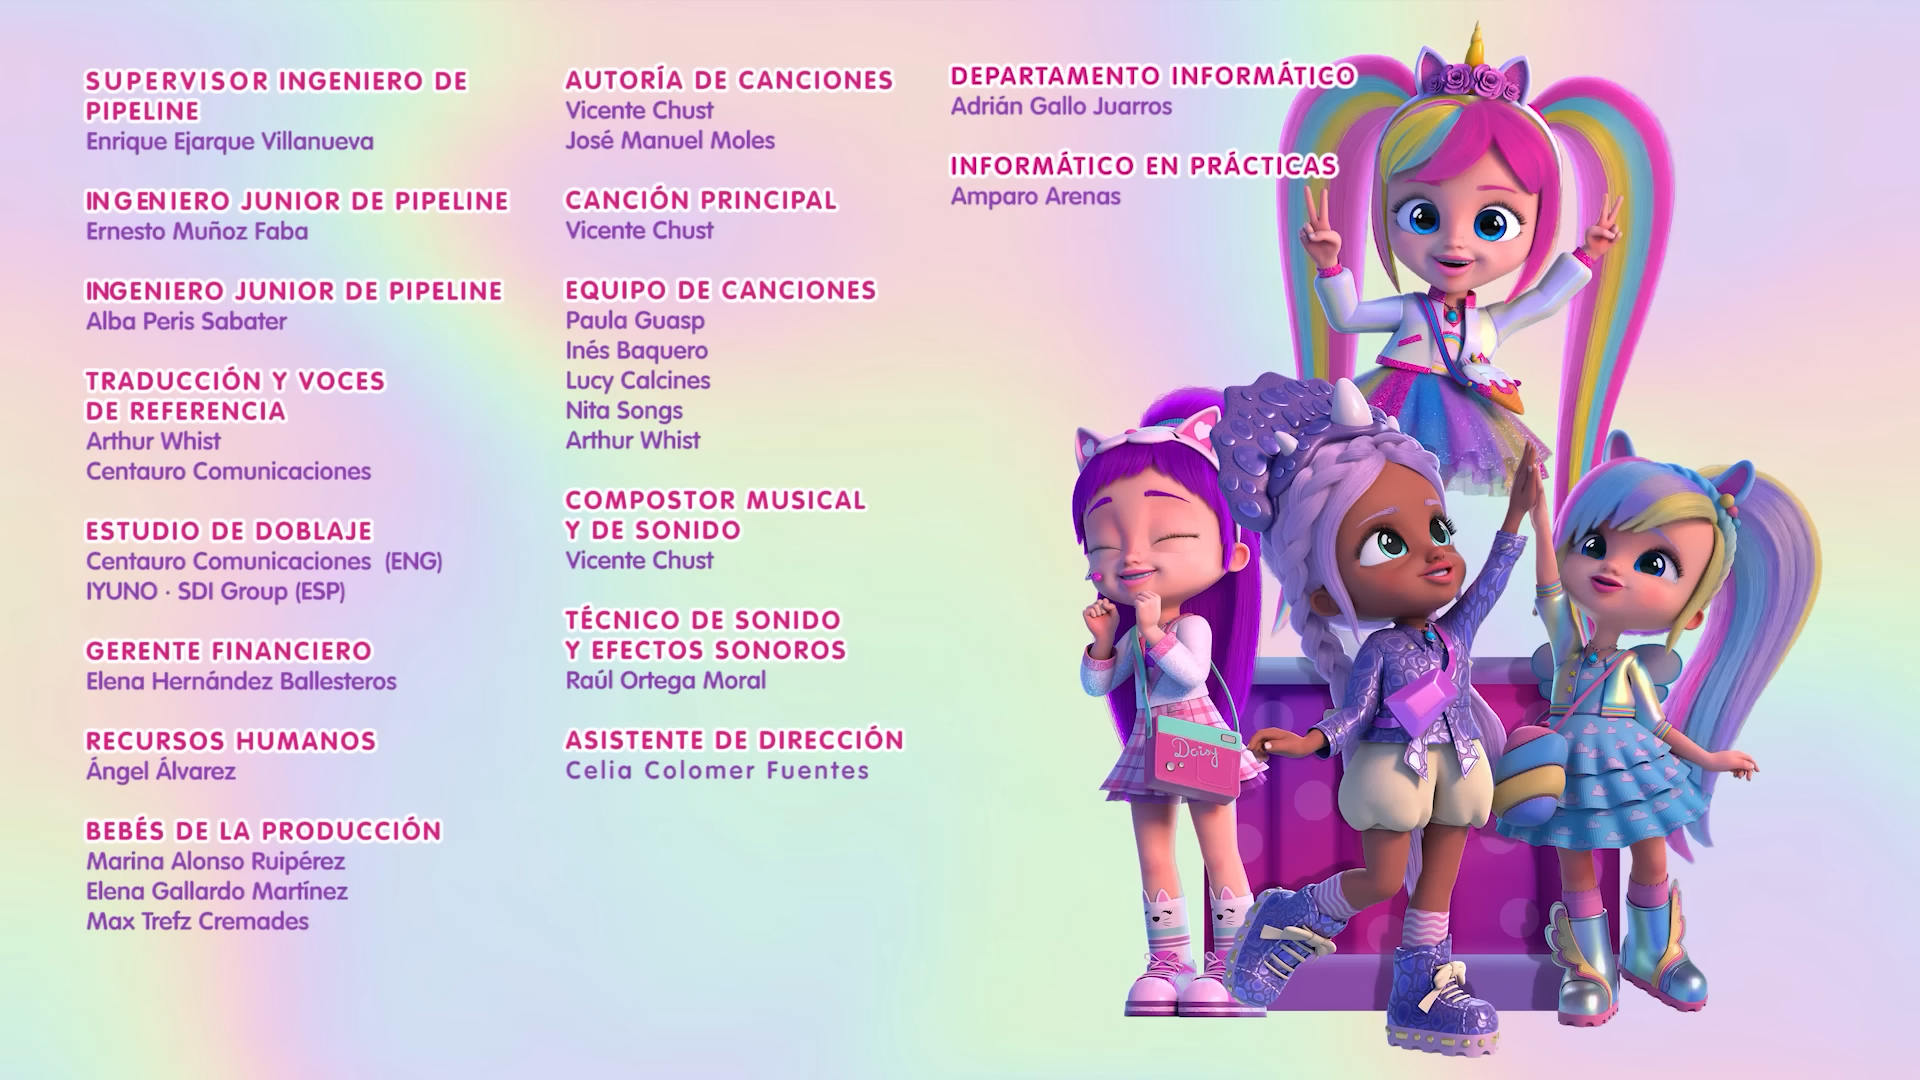 SUPERVISOR INGENIERO DE
PIPELINE
Enrique Ejarque Villanueva
INGENIERO JUNIOR DE PIPELINE
Ernesto Muñoz Faba
INGENIERO JUNIOR DE PIPELINE
Alba Peris Sabater
TRADUCCIÓN Y VOCES
DE REFERENCIA
Arthur Whist
Centauro Comunicaciones
ESTUDIO DE DOBLAJE
Centauro Comunicaciones (ENG)
IYUNO · SDI Group (ESP)
GERENTE FINANCIERO
Elena Hernández Ballesteros
RECURSOS HUMANOS
Ángel Álvarez
BEBÉS DE LA PRODUCCIÓN
Marina Alonso Ruipérez
Elena Gallardo Martínez
Max Trefz Cremades
AUTORÍA DE CANCIONES
Vicente Chust
José Manuel Moles
CANCIÓN PRINCIPAL
Vicente Chust
EQUIPO DE CANCIONES
Paula Guasp
Inés Baquero
Lucy Calcines
Nita Songs
Arthur Whist
COMPOSTOR MUSICAL
Y DE SONIDO
Vicente Chust
TÉCNICO DE SONIDO
Y EFECTOS SONOROS
Raúl Ortega Moral
ASISTENTE DE DIRECCIÓN
Celia Colomer Fuentes
DEPARTAMENTO INFORMÁTICO
Adrián Gallo Juarros
INFORMÁTICO EN PRÁCTICAS
Amparo Arenas
Daisy